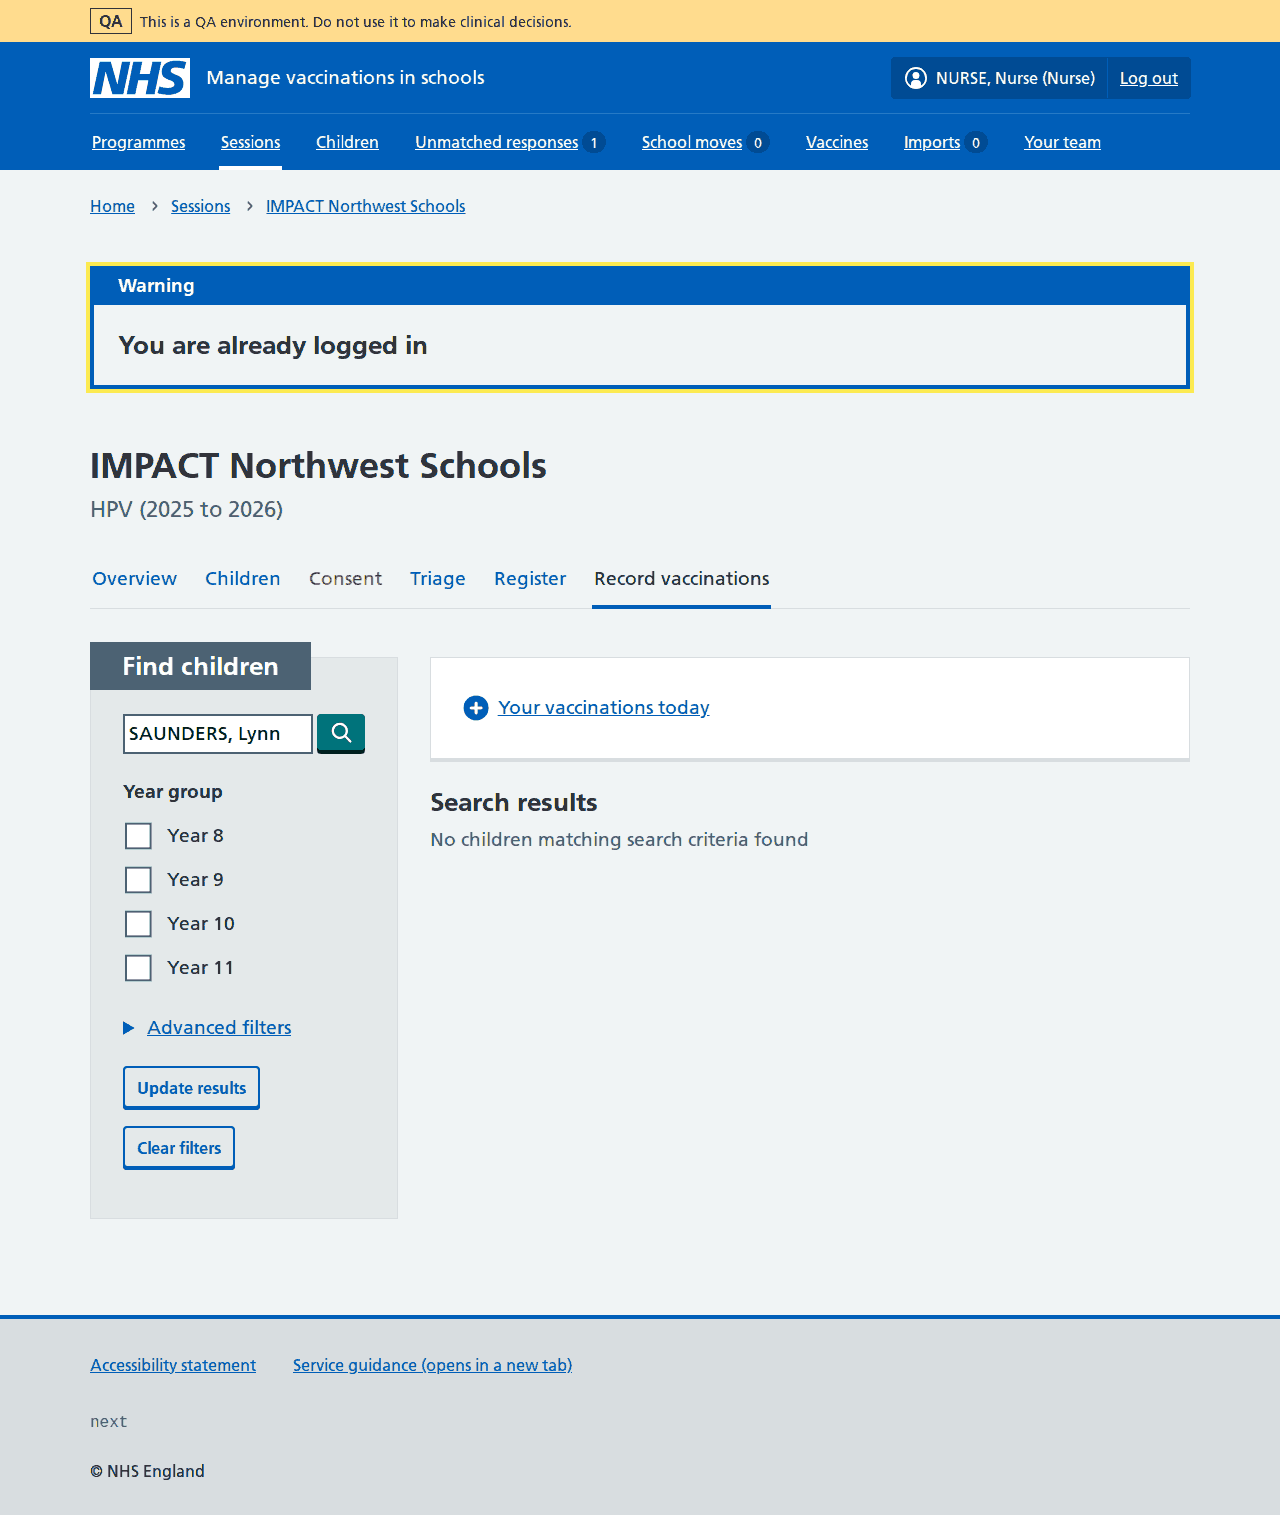 QA This is a QA environment. Do not use it to make clinical decisions.
NHS Manage vaccinations in schools NURSE, Nurse (Nurse) Log out
Programmes Sessions Children Unmatched responses 1 School moves 0 Vaccines Imports 0 Your team
Home Sessions IMPACT Northwest Schools
Warning
You are already logged in
IMPACT Northwest Schools
HPV (2025 to 2026)
Overview Children Consent Triage Register Record vaccinations
Find children
SAUNDERS, Lynn
Year group
Year 8
Year 9
Year 10
Year 11
Advanced filters
Update results
Clear filters
Your vaccinations today
Search results
No children matching search criteria found
Accessibility statement Service guidance (opens in a new tab)
next
© NHS England